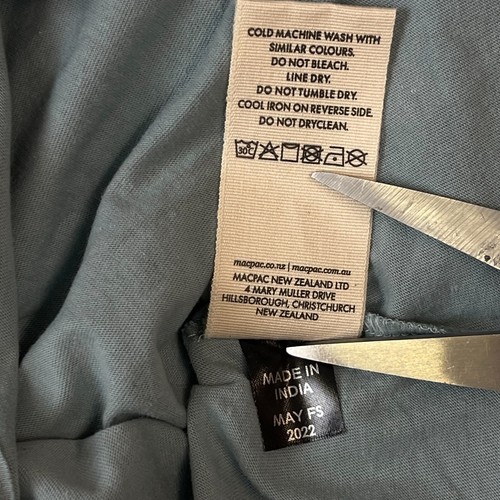 COLD MACHINE WASH WITH
SIMILAR COLOURS.
DO NOT BLEACH.
LINE DRY.
DO NOT TUMBLE DRY.
COOL IRON ON REVERSE SIDE.
DO NOT DRYCLEAN.
30C
macpac.co.nz | macpac.com.au
MACPAC NEW ZEALAND LTD
4 MARY MULLER DRIVE
HILLSBOROUGH, CHRISTCHURCH
NEW ZEALAND
MADE IN
INDIA
MAY FS
2022